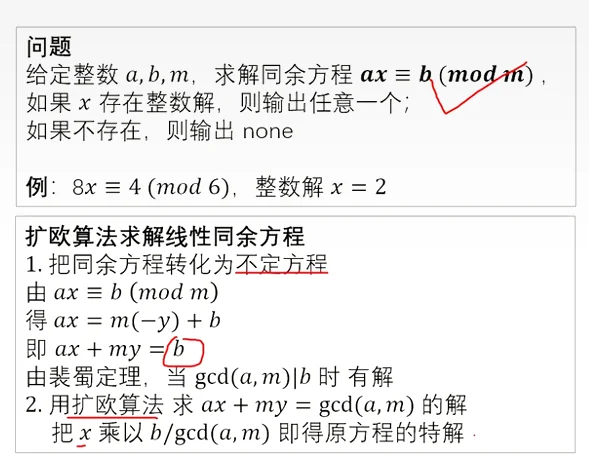 问题
给定整数 a, b, m, 求解同余方程 ax ≡ b (mod m),
如果 x 存在整数解，则输出任意一个；
如果不存在，则输出 none
例：8x ≡ 4 (mod 6)，整数解 x = 2
扩欧算法求解线性同余方程
1. 把同余方程转化为不定方程
由 ax ≡ b (mod m)
得 ax = m(−y) + b
即 ax + my = b
由裴蜀定理，当 gcd(a, m)|b 时 有解
2. 用扩欧算法 求 ax + my = gcd(a, m) 的解
把 x 乘以 b/gcd(a, m) 即得原方程的特解